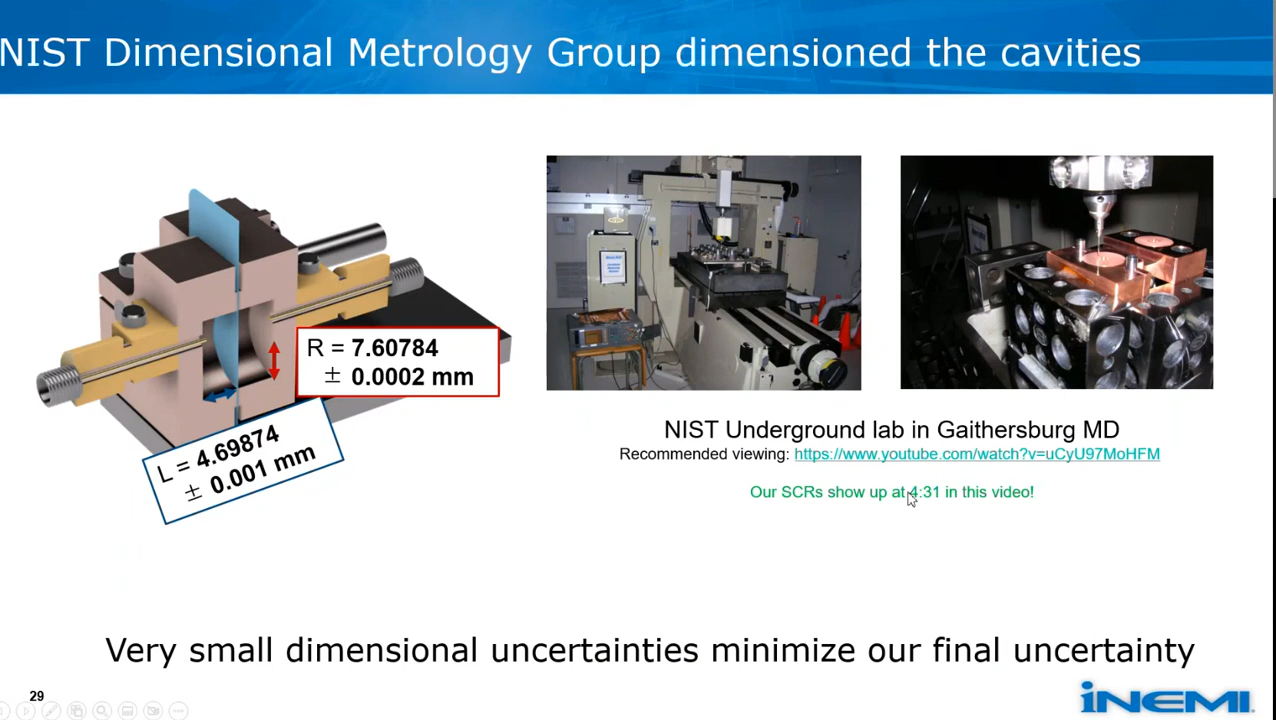 NIST Dimensional Metrology Group dimensioned the cavities
R = 7.60784
± 0.0002 mm
L = 4.69874
± 0.001 mm
NIST Underground lab in Gaithersburg MD
Recommended viewing: https://www.youtube.com/watch?v=uCyU97MoHFM
Our SCRs show up at 4:31 in this video!
Very small dimensional uncertainties minimize our final uncertainty
29
iNEMI.